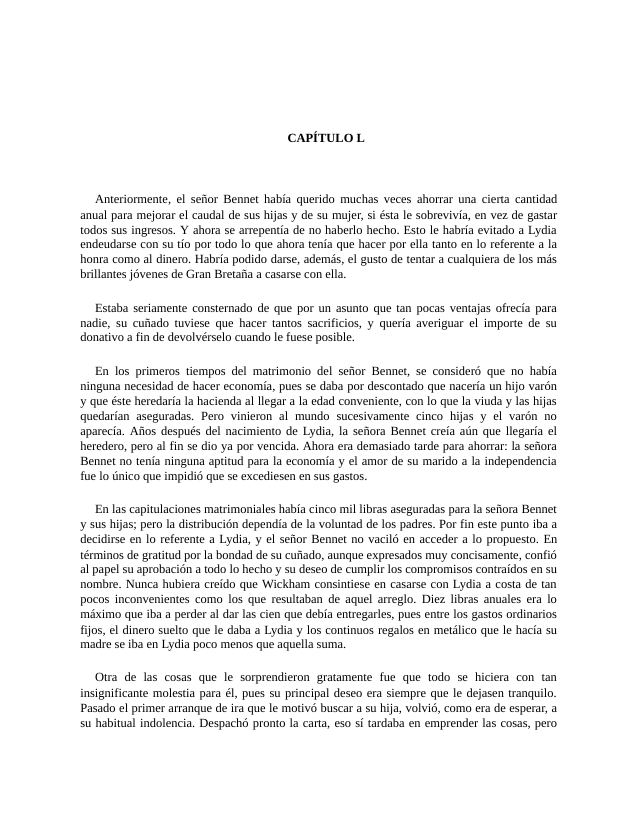 CAPÍTULO L
Anteriormente, el señor Bennet había querido muchas veces ahorrar una cierta cantidad
anual para mejorar el caudal de sus hijas y de su mujer, si ésta le sobrevivía, en vez de gastar
todos sus ingresos. Y ahora se arrepentía de no haberlo hecho. Esto le habría evitado a Lydia
endeudarse con su tío por todo lo que ahora tenía que hacer por ella tanto en lo referente a la
honra como al dinero. Habría podido darse, además, el gusto de tentar a cualquiera de los más
brillantes jóvenes de Gran Bretaña a casarse con ella.
Estaba seriamente consternado de que por un asunto que tan pocas ventajas ofrecía para
nadie, su cuñado tuviese que hacer tantos sacrificios, y quería averiguar el importe de su
donativo a fin de devolvérselo cuando le fuese posible.
En los primeros tiempos del matrimonio del señor Bennet, se consideró que no había
ninguna necesidad de hacer economía, pues se daba por descontado que nacería un hijo varón
y que éste heredaría la hacienda al llegar a la edad conveniente, con lo que la viuda y las hijas
quedarían aseguradas. Pero vinieron al mundo sucesivamente cinco hijas y el varón no
aparecía. Años después del nacimiento de Lydia, la señora Bennet creía aún que llegaría el
heredero, pero al fin se dio ya por vencida. Ahora era demasiado tarde para ahorrar: la señora
Bennet no tenía ninguna aptitud para la economía y el amor de su marido a la independencia
fue lo único que impidió que se excediesen en sus gastos.
En las capitulaciones matrimoniales había cinco mil libras aseguradas para la señora Bennet
y sus hijas; pero la distribución dependía de la voluntad de los padres. Por fin este punto iba a
decidirse en lo referente a Lydia, y el señor Bennet no vaciló en acceder a lo propuesto. En
términos de gratitud por la bondad de su cuñado, aunque expresados muy concisamente, confió
al papel su aprobación a todo lo hecho y su deseo de cumplir los compromisos contraídos en su
nombre. Nunca hubiera creído que Wickham consintiese en casarse con Lydia a costa de tan
pocos inconvenientes como los que resultaban de aquel arreglo. Diez libras anuales era lo
máximo que iba a perder al dar las cien que debía entregarles, pues entre los gastos ordinarios
fijos, el dinero suelto que le daba a Lydia y los continuos regalos en metálico que le hacía su
madre se iba en Lydia poco menos que aquella suma.
Otra de las cosas que le sorprendieron gratamente fue que todo se hiciera con tan
insignificante molestia para él, pues su principal deseo era siempre que le dejasen tranquilo.
Pasado el primer arranque de ira que le motivó buscar a su hija, volvió, como era de esperar, a
su habitual indolencia. Despachó pronto la carta, eso sí tardaba en emprender las cosas, pero